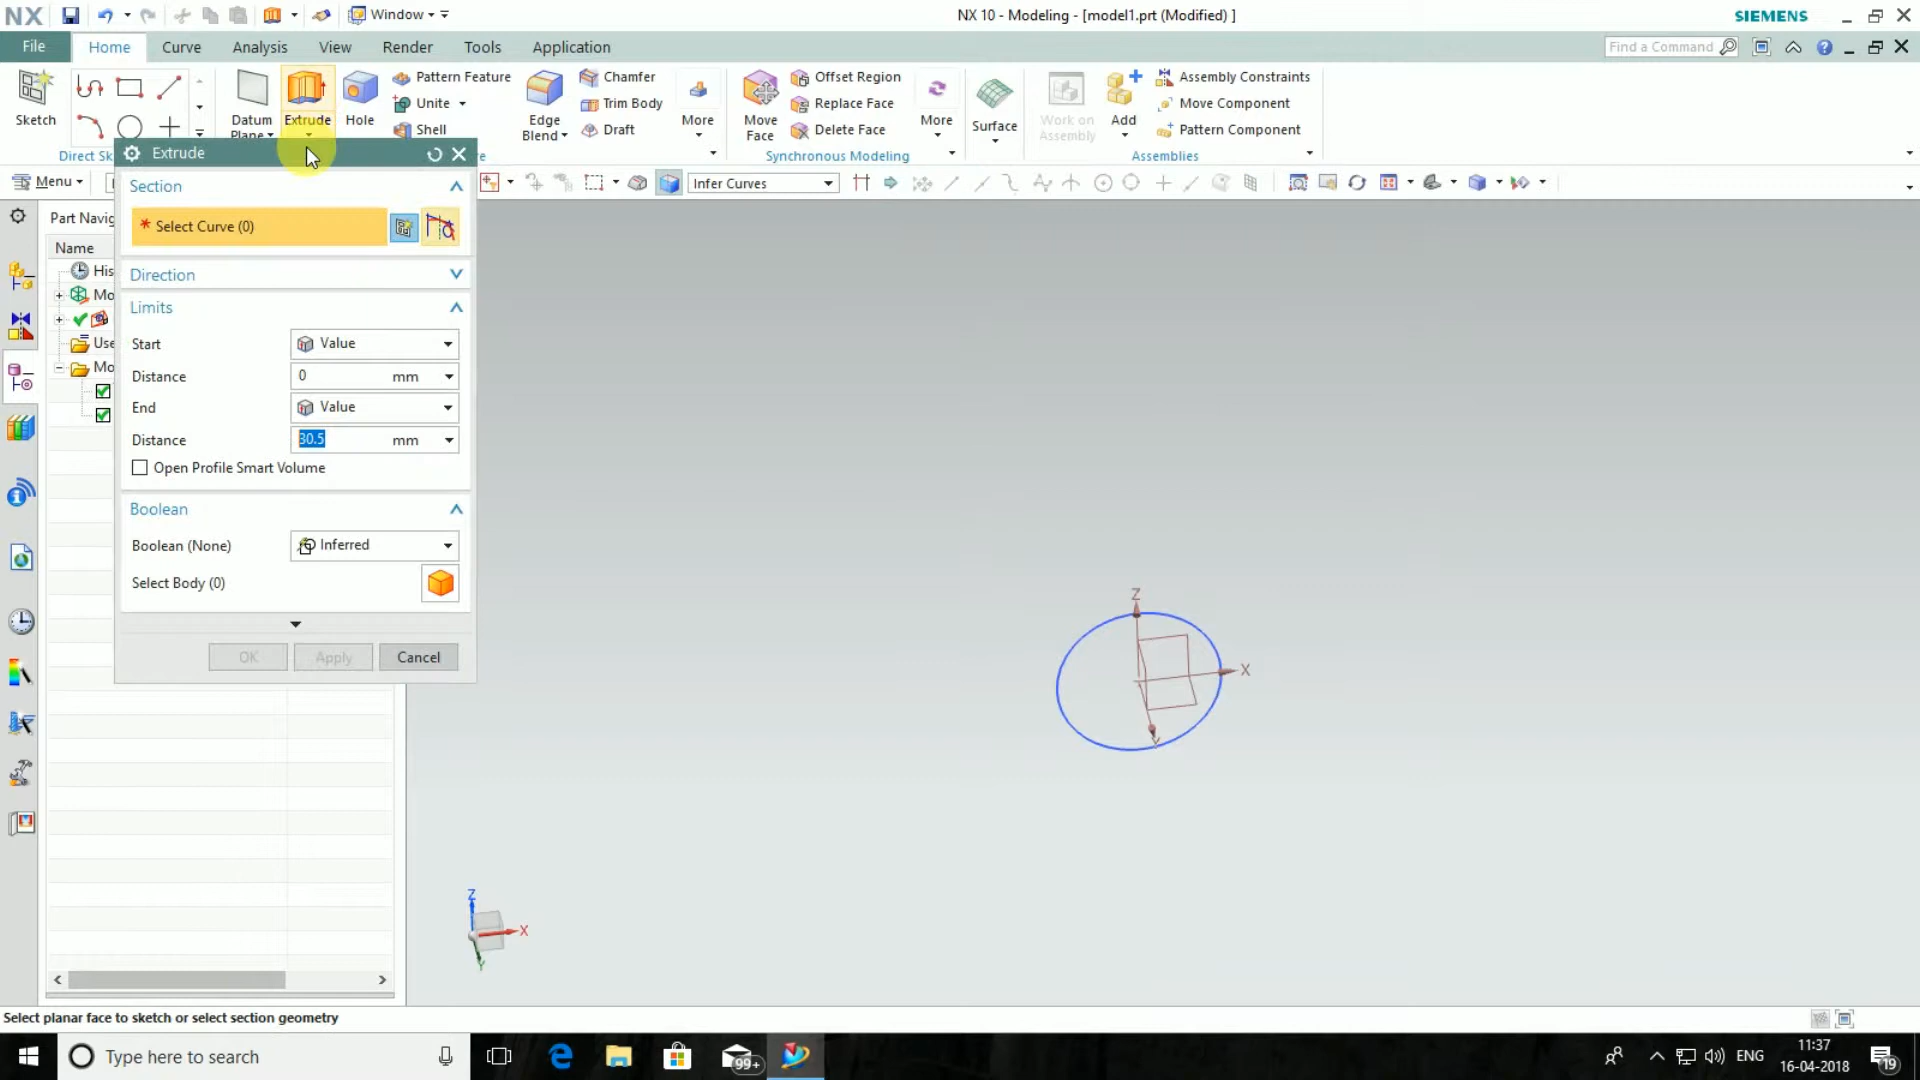 NX Window NX 10 - Modeling - [model1.prt (Modified) ] SIEMENS
File Home Curve Analysis View Render Tools Application Find a Command
Sketch
Datum
Plane
Extrude
Hole
Pattern Feature
Unite
Shell
Edge
Blend
Chamfer
Trim Body
Draft
More
Move
Face
Offset Region
Replace Face
Delete Face
More
Surface
Work on
Assembly
Add
Assembly Constraints
Move Component
Pattern Component
Direct Sk
Synchronous Modeling
Assemblies
Menu
Infer Curves
Part Navig
Name
His
Mo
Use
Mo
Extrude
Section
* Select Curve (0)
Direction
Limits
Start Value
Distance 0 mm
End Value
Distance 30.5 mm
Open Profile Smart Volume
Boolean
Boolean (None) Inferred
Select Body (0)
OK Apply Cancel
Z
X
Y
Z
X
Y
Select planar face to sketch or select section geometry
Type here to search
99+
ENG
11:37
16-04-2018
19